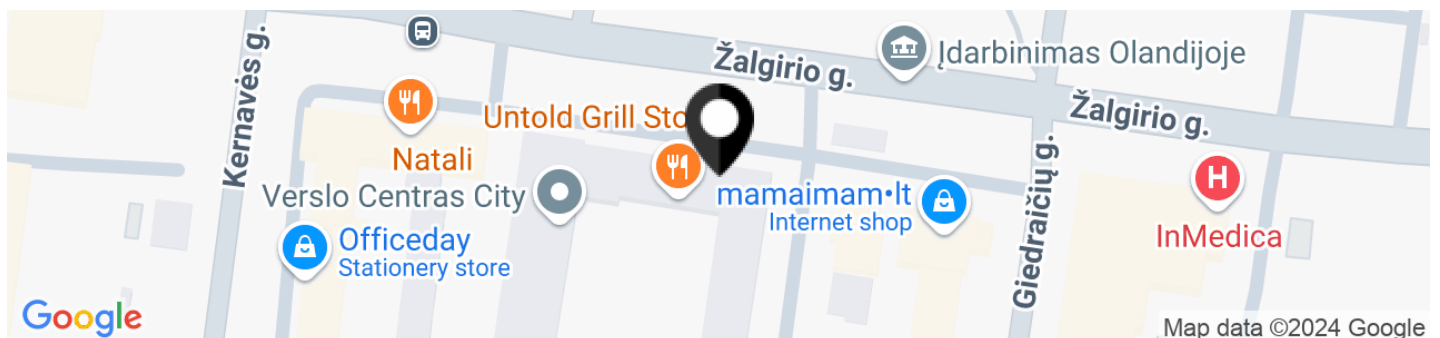 Kernavės g.
Žalgirio g.
Įdarbinimas Olandijoje
Žalgirio g.
Untold Grill Sto
Natali
Verslo Centras City
mamaimam•lt
Internet shop
Officeday
Stationery store
Giedraičių g.
H
InMedica
Google
Map data ©2024 Google